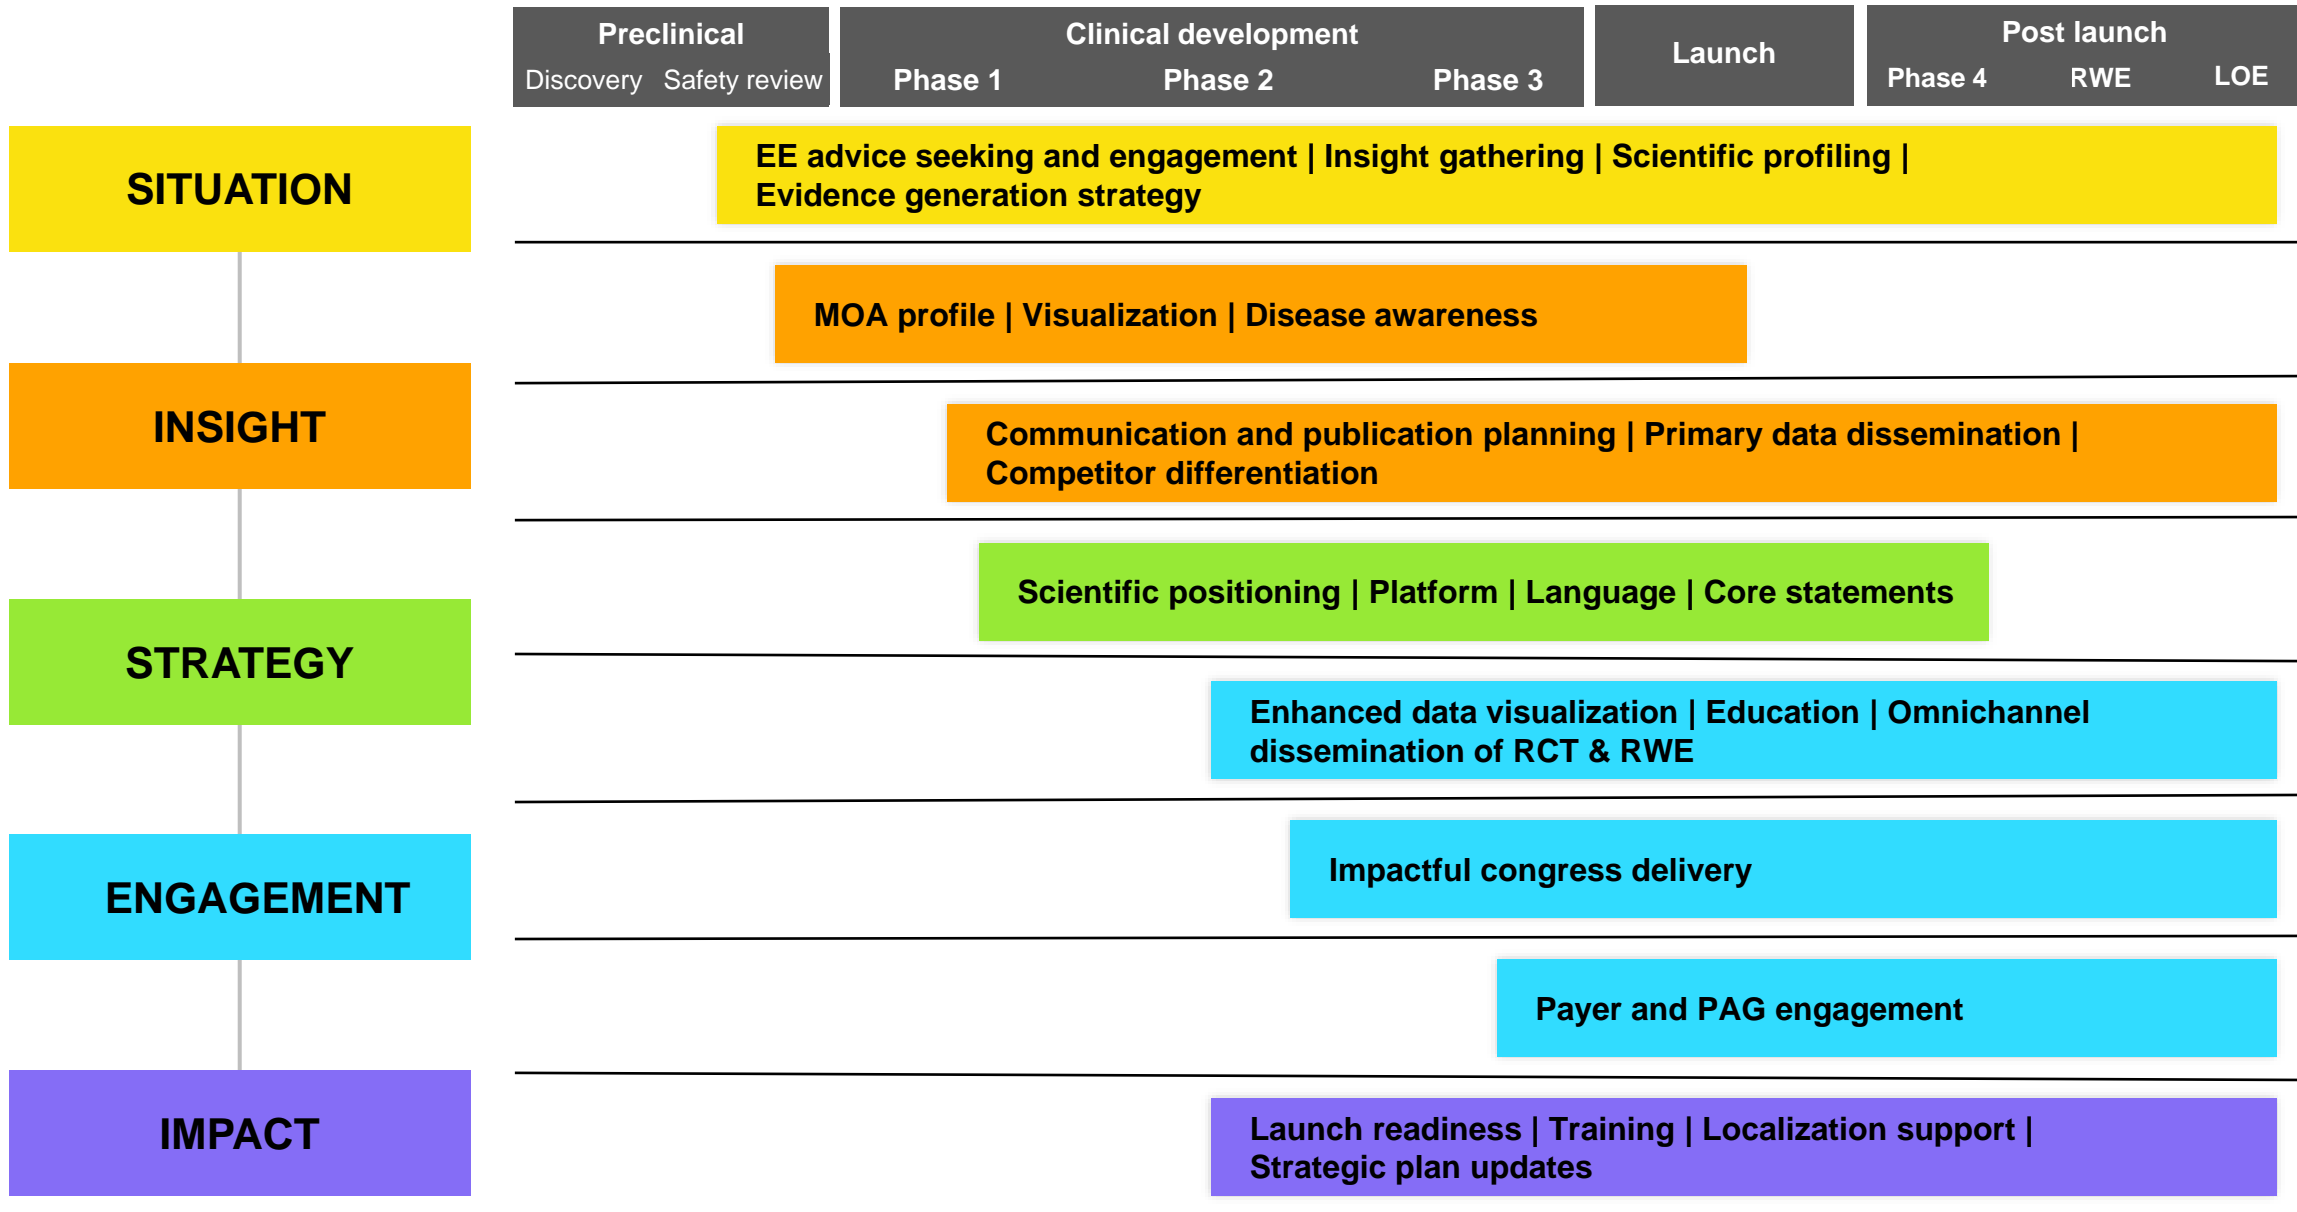 Preclinical
Discovery Safety review
Clinical development
Phase 1 Phase 2 Phase 3
Launch
Post launch
Phase 4 RWE LOE
SITUATION
EE advice seeking and engagement | Insight gathering | Scientific profiling |
Evidence generation strategy
MOA profile | Visualization | Disease awareness
INSIGHT
Communication and publication planning | Primary data dissemination |
Competitor differentiation
Scientific positioning | Platform | Language | Core statements
STRATEGY
Enhanced data visualization | Education | Omnichannel
dissemination of RCT & RWE
ENGAGEMENT
Impactful congress delivery
Payer and PAG engagement
IMPACT
Launch readiness | Training | Localization support |
Strategic plan updates